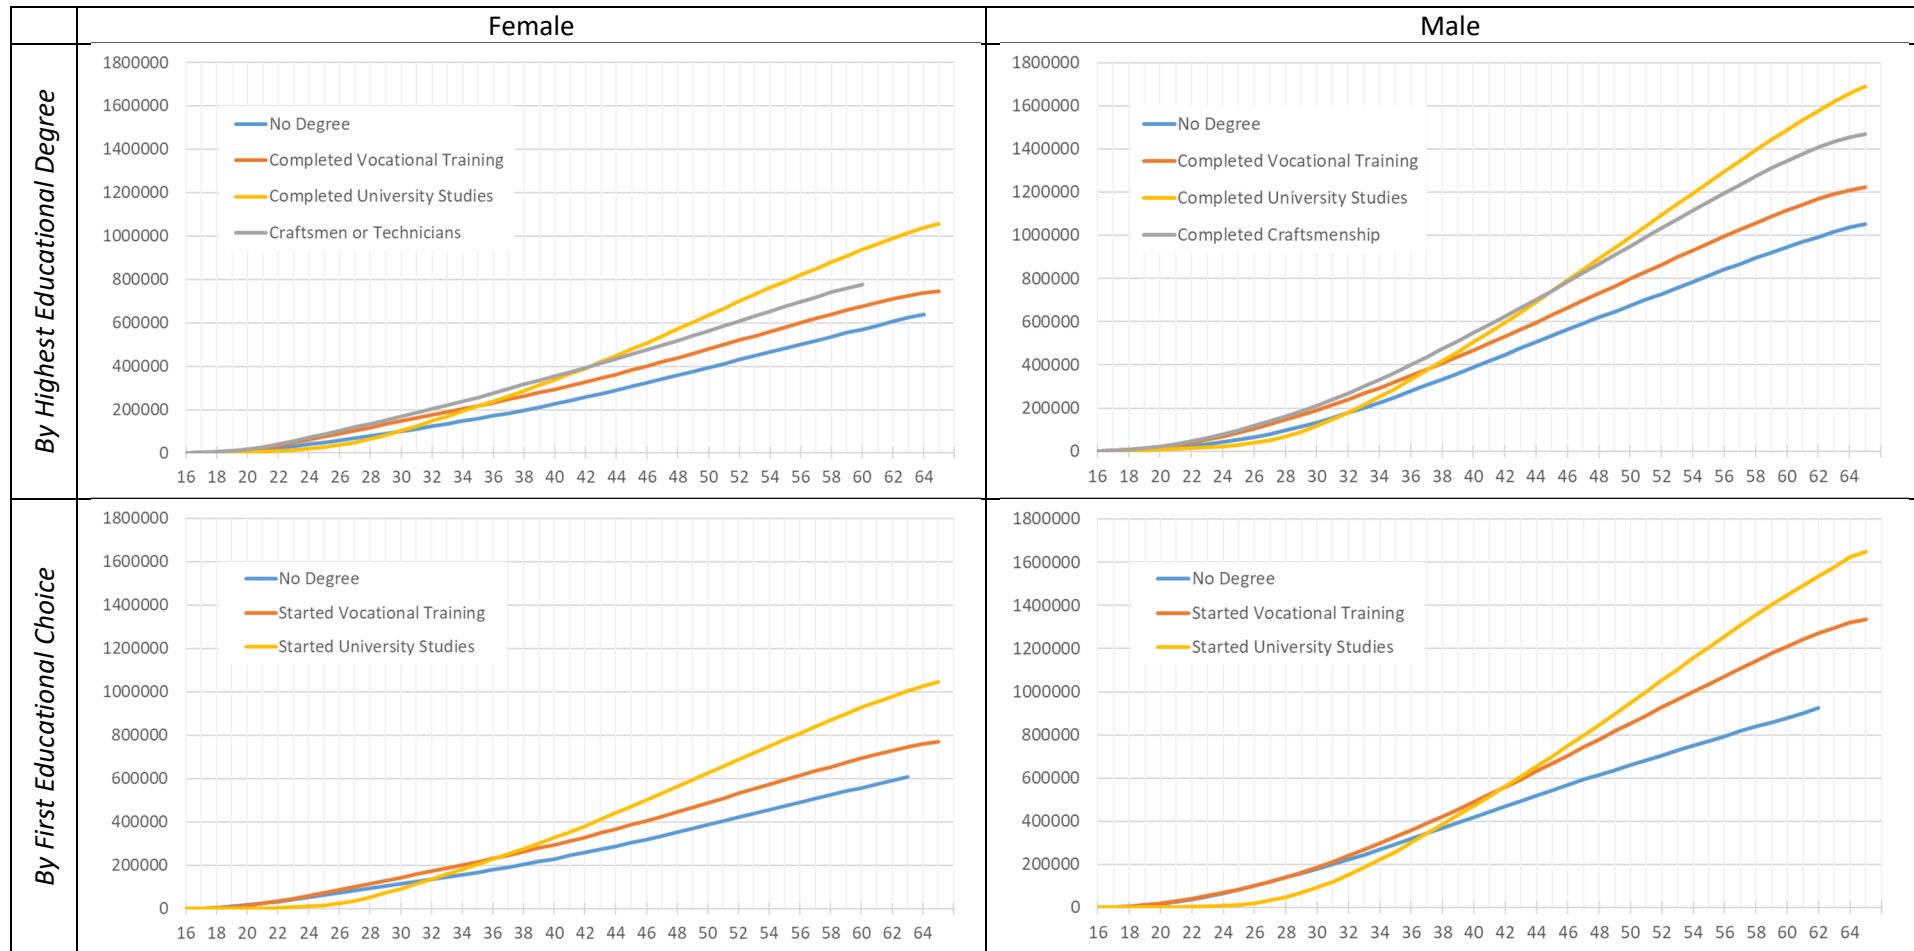 Female
Male
By Highest Educational Degree
1800000
1600000
1400000
1200000
1000000
800000
600000
400000
200000
0
No Degree
Completed Vocational Training
Completed University Studies
Craftsmen or Technicians
16 18 20 22 24 26 28 30 32 34 36 38 40 42 44 46 48 50 52 54 56 58 60 62 64
1800000
1600000
1400000
1200000
1000000
800000
600000
400000
200000
0
No Degree
Completed Vocational Training
Completed University Studies
Completed Craftsmenship
16 18 20 22 24 26 28 30 32 34 36 38 40 42 44 46 48 50 52 54 56 58 60 62 64
By First Educational Choice
1800000
1600000
1400000
1200000
1000000
800000
600000
400000
200000
0
No Degree
Started Vocational Training
Started University Studies
16 18 20 22 24 26 28 30 32 34 36 38 40 42 44 46 48 50 52 54 56 58 60 62 64
1800000
1600000
1400000
1200000
1000000
800000
600000
400000
200000
0
No Degree
Started Vocational Training
Started University Studies
16 18 20 22 24 26 28 30 32 34 36 38 40 42 44 46 48 50 52 54 56 58 60 62 64